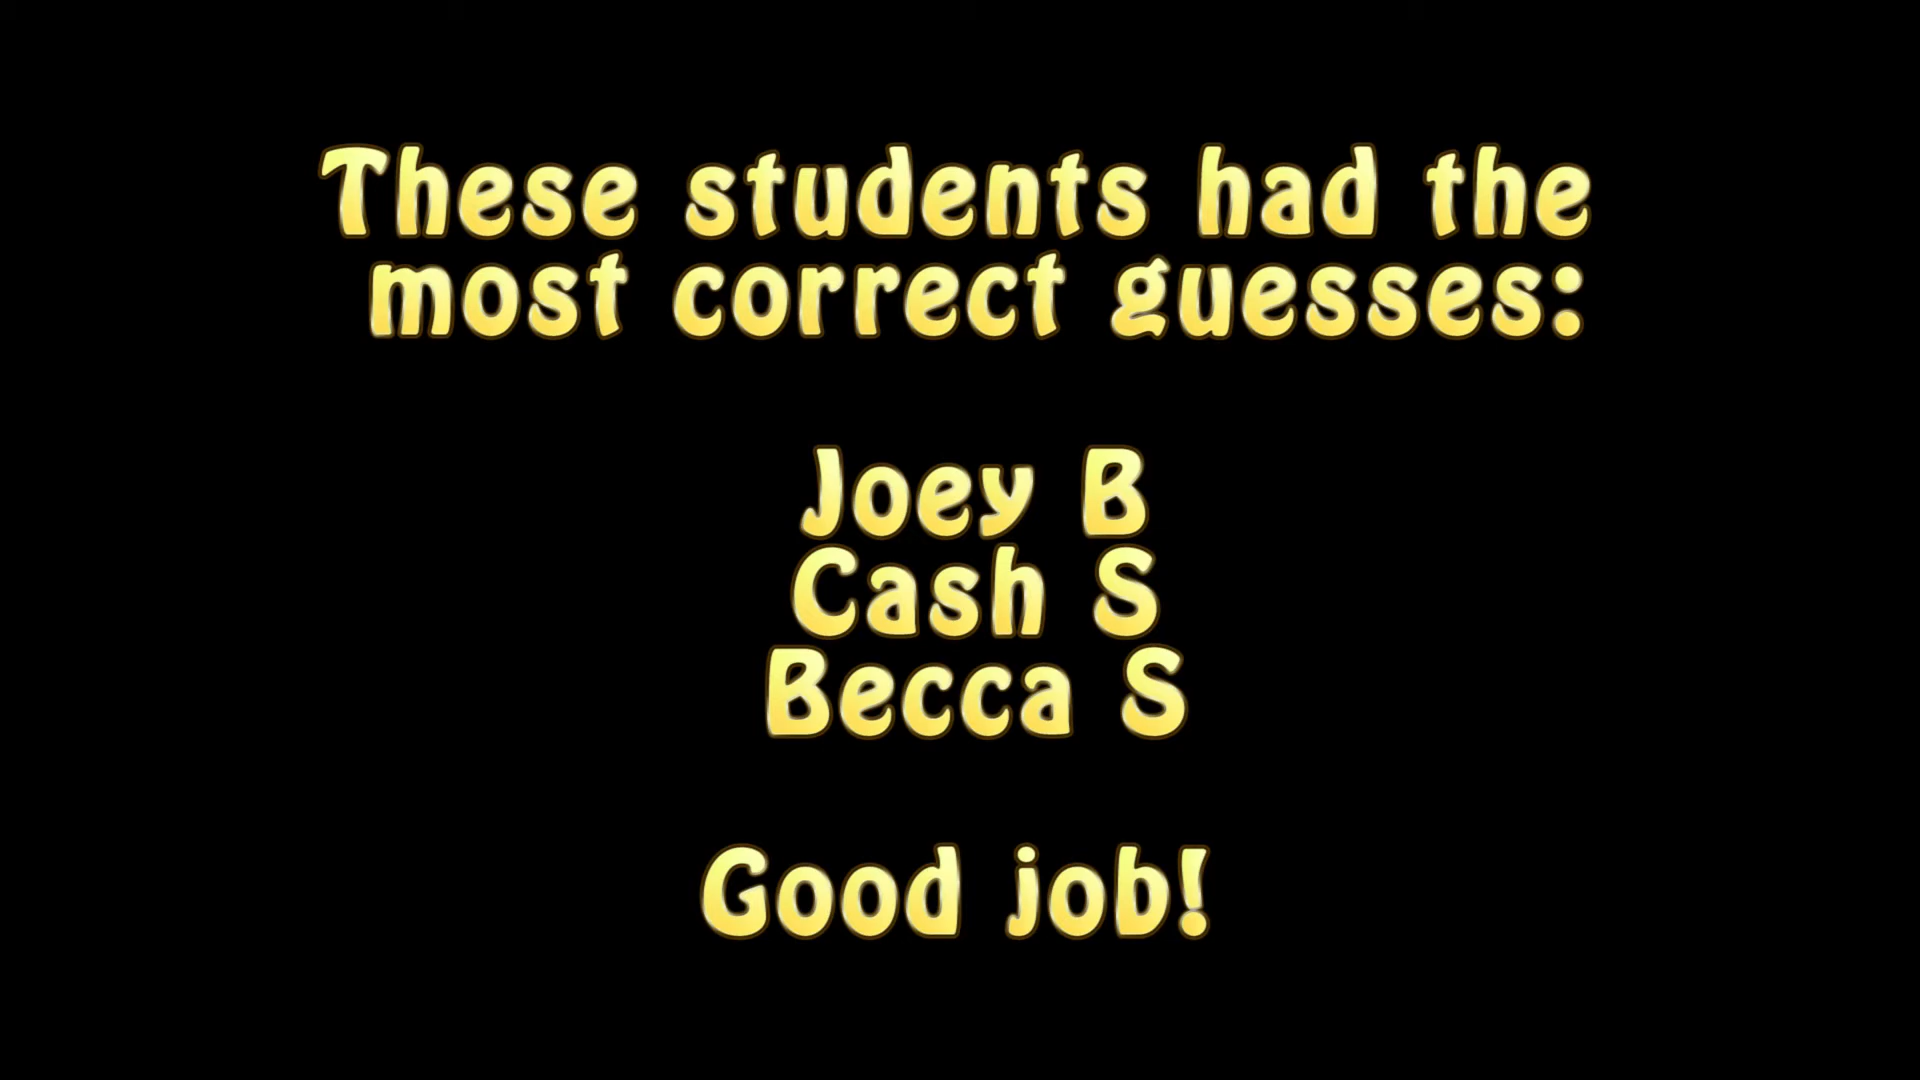 These students had the
most correct guesses:
Joey B
Cash S
Becca S
Good job!